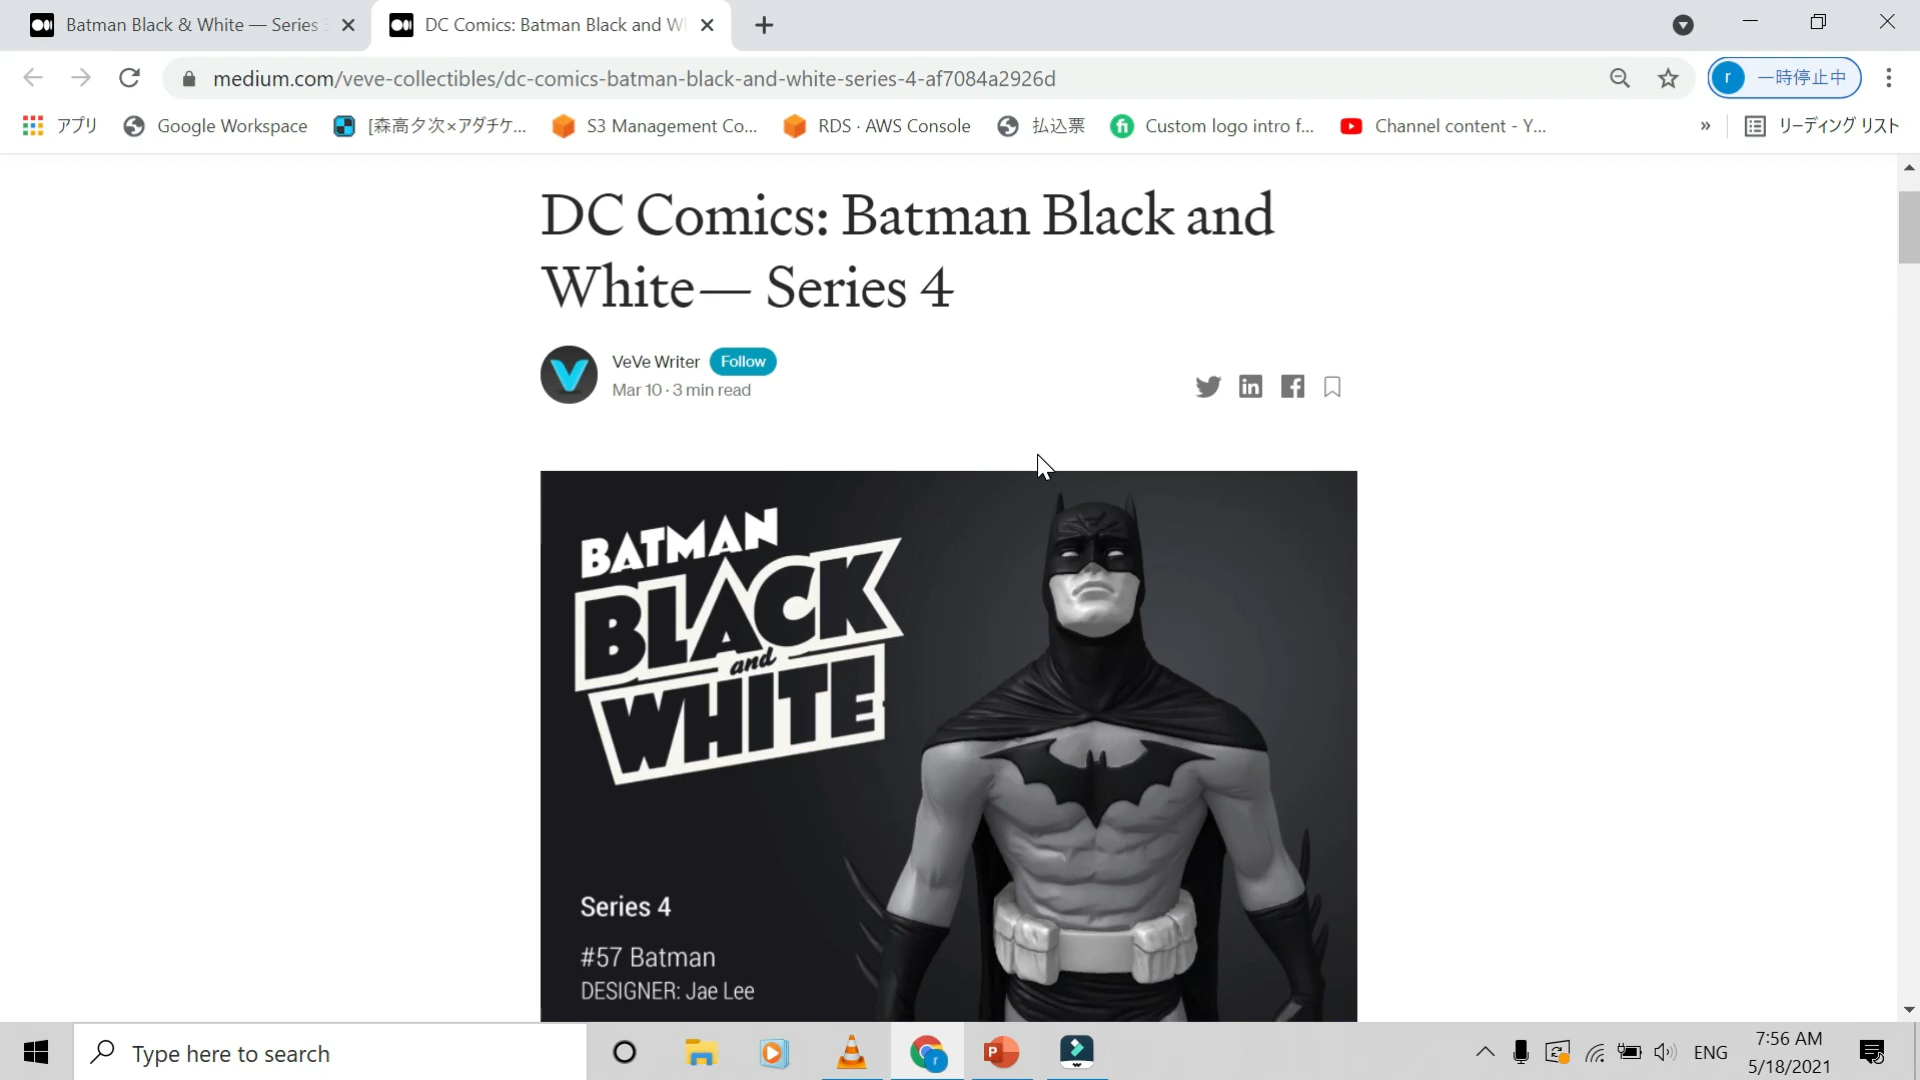 Batman Black & White — Series
DC Comics: Batman Black and W
medium.com/veve-collectibles/dc-comics-batman-black-and-white-series-4-af7084a2926d
r 一時停止中
アプリ
Google Workspace
[森高夕次×アダチケ...
S3 Management Co...
RDS · AWS Console
払込票
fi Custom logo intro f...
Channel content - Y...
»
リーディング リスト
DC Comics: Batman Black and
White— Series 4
VeVe Writer Follow
Mar 10 · 3 min read
in
BATMAN
BLACK
and
WHITE
Series 4
#57 Batman
DESIGNER: Jae Lee
Type here to search
ENG
7:56 AM
5/18/2021